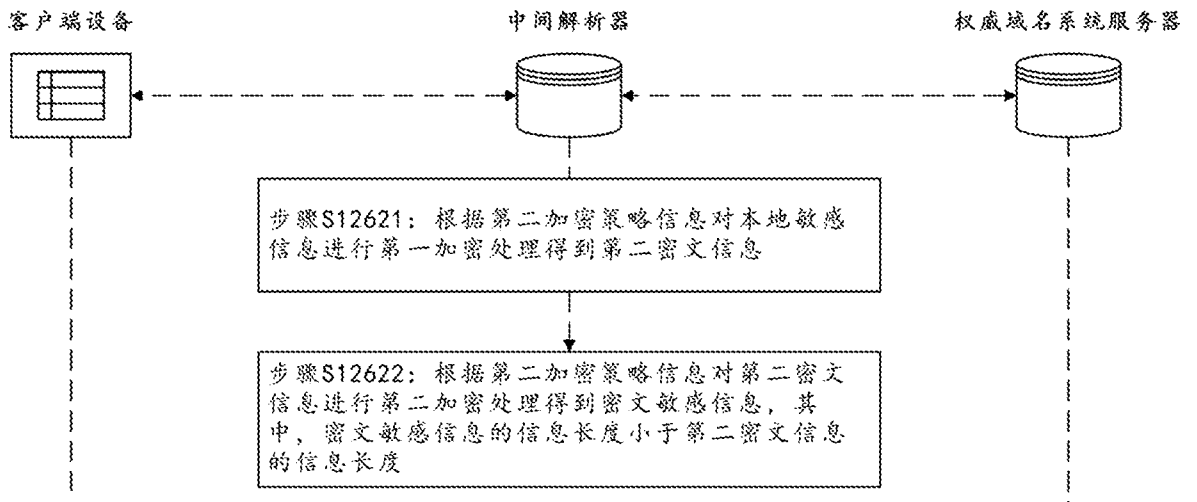 客户端设备
中间解析器
权威域名系统服务器
步骤S12621：根据第二加密策略信息对本地敏感
信息进行第一加密处理得到第二密文信息
步骤S12622：根据第二加密策略信息对第二密文
信息进行第二加密处理得到密文敏感信息，其
中，密文敏感信息的信息长度小于第二密文信息
的信息长度